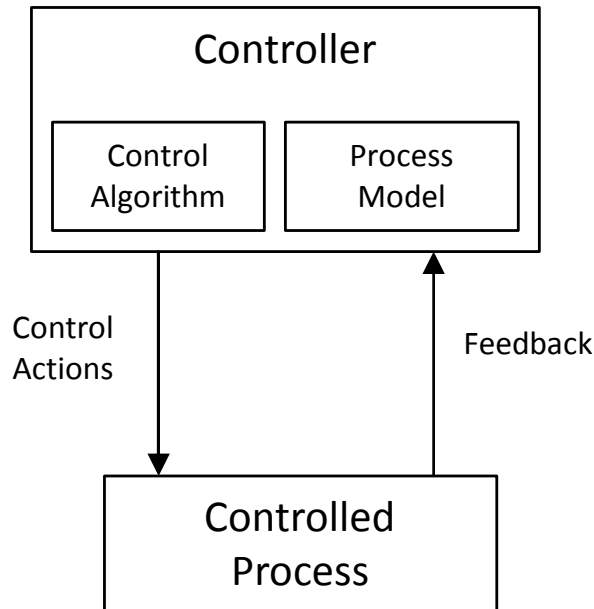 Controller
Control
Algorithm
Process
Model
Control
Actions
Feedback
Controlled
Process